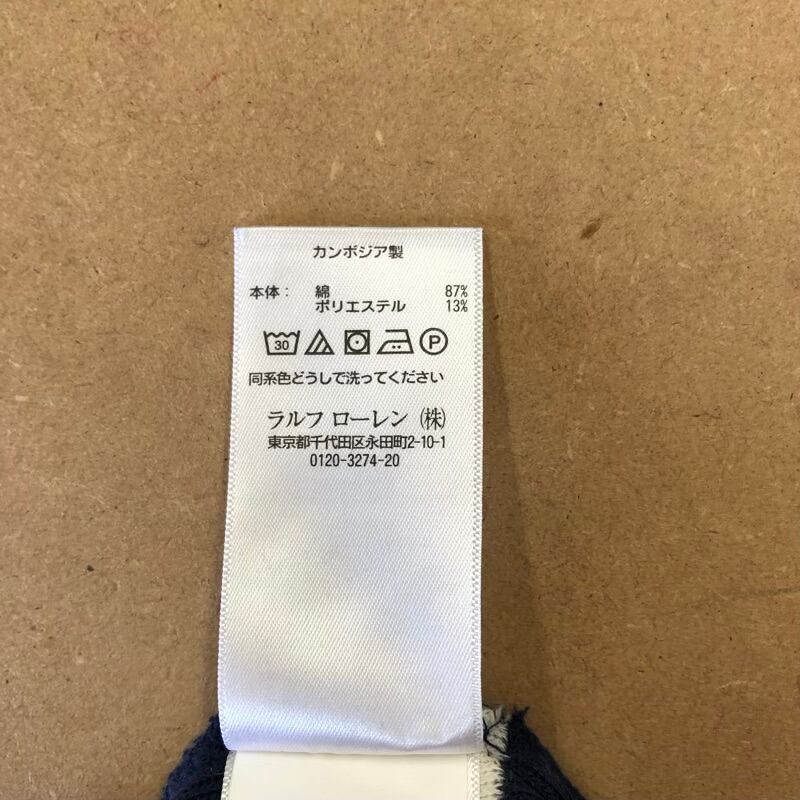 カンボジア製
本体: 綿 87%
ポリエステル 13%
30 P
同系色どうしで洗ってください
ラルフ ローレン (株)
東京都千代田区永田町2-10-1
0120-3274-20